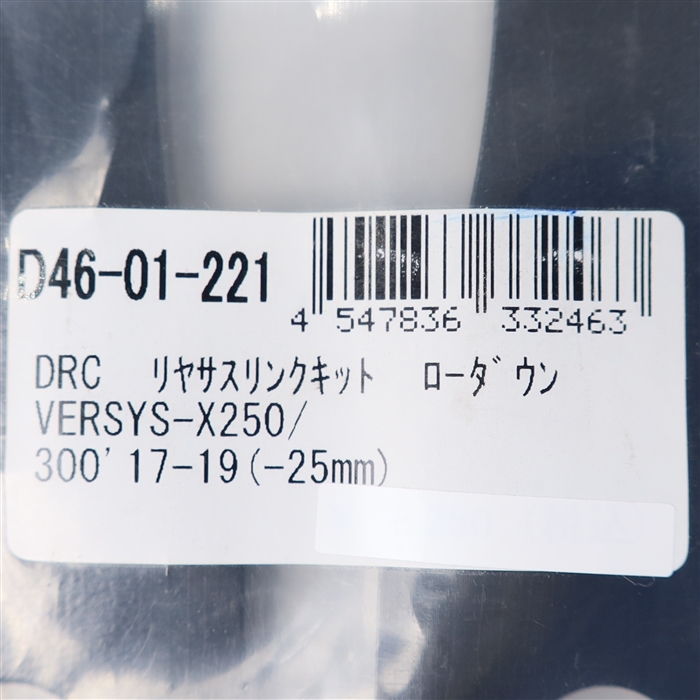 D46-01-221
4 547836 332463
DRC リヤサスリンクキット ローダウン
VERSYS-X250/
300'17-19(-25mm)